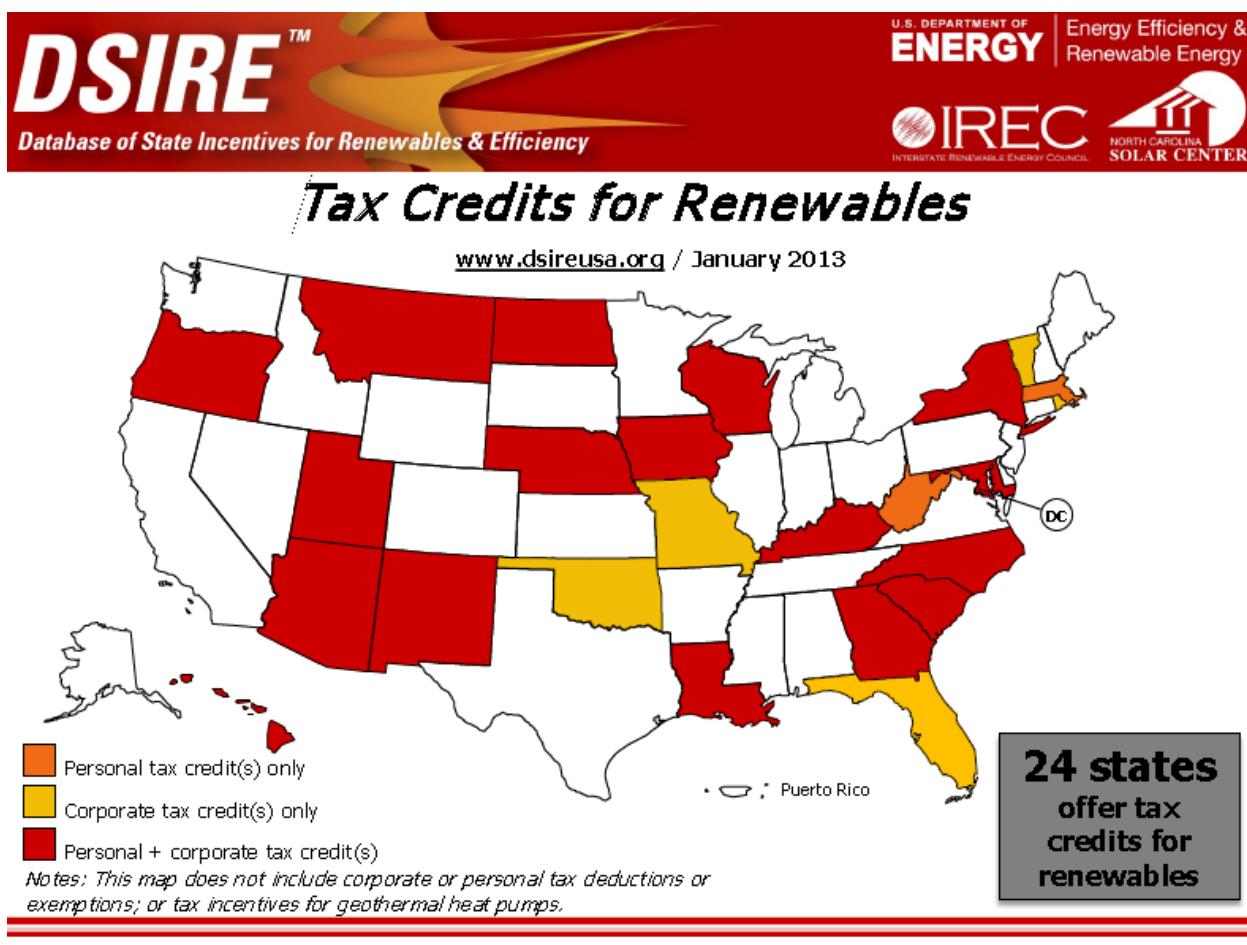 DSIRE™
Database of State Incentives for Renewables & Efficiency
U.S. DEPARTMENT OF
ENERGY
Energy Efficiency &
Renewable Energy
IREC
INTERSTATE RENEWABLE ENERGY COUNCIL
NORTH CAROLINA
SOLAR CENTER
Tax Credits for Renewables
www.dsireusa.org / January 2013
DC
Personal tax credit(s) only
Corporate tax credit(s) only
Personal + corporate tax credit(s)
Puerto Rico
24 states
offer tax
credits for
renewables
Notes: This map does not include corporate or personal tax deductions or
exemptions; or tax incentives for geothermal heat pumps.